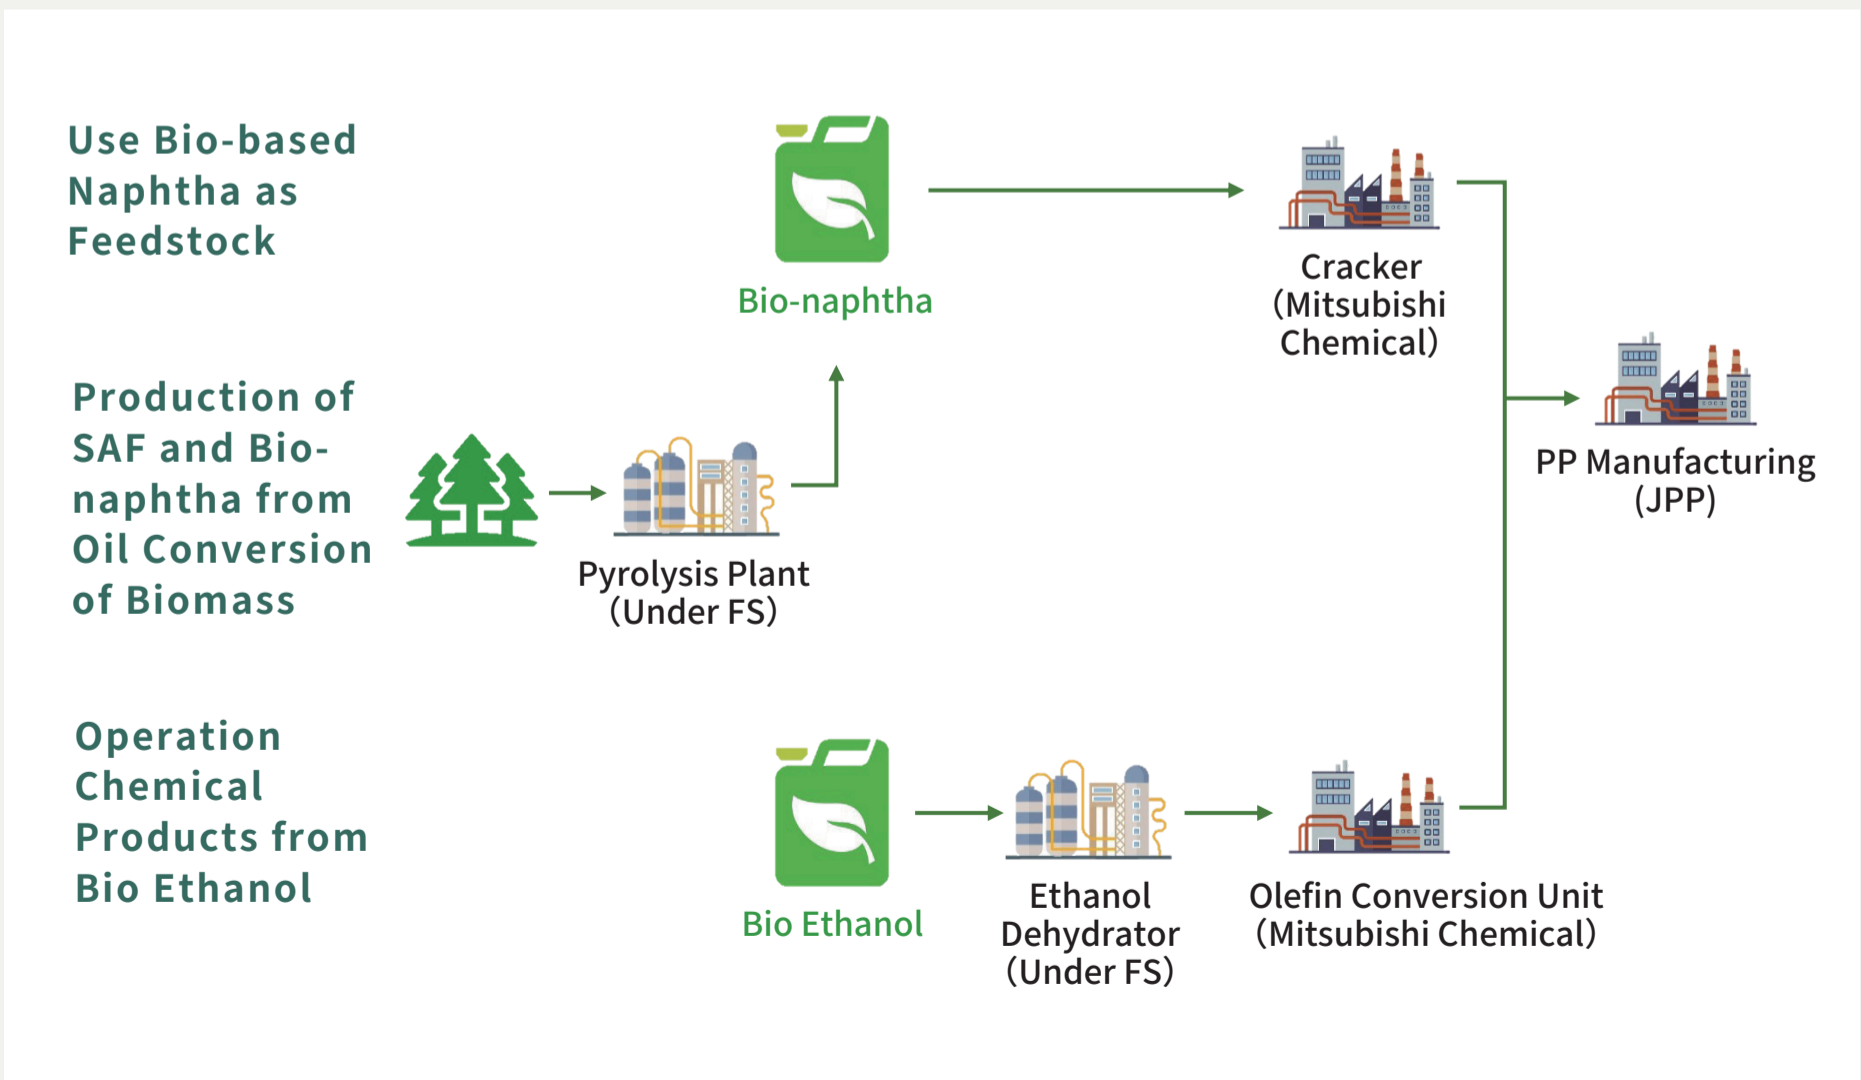 Use Bio-based
Naphtha as
Feedstock
Bio-naphtha
Cracker
（Mitsubishi
Chemical）
Production of
SAF and Bio-
naphtha from
Oil Conversion
of Biomass
Pyrolysis Plant
（Under FS）
PP Manufacturing
(JPP)
Operation
Chemical
Products from
Bio Ethanol
Bio Ethanol
Ethanol
Dehydrator
（Under FS）
Olefin Conversion Unit
（Mitsubishi Chemical）